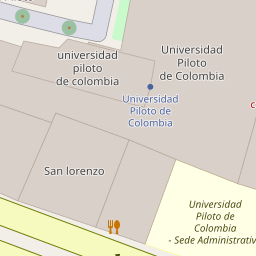 universidad
piloto
de colombia
Universidad
Piloto
de Colombia
Universidad
Piloto de
Colombia
San lorenzo
Universidad
Piloto de
Colombia
- Sede Administrativ